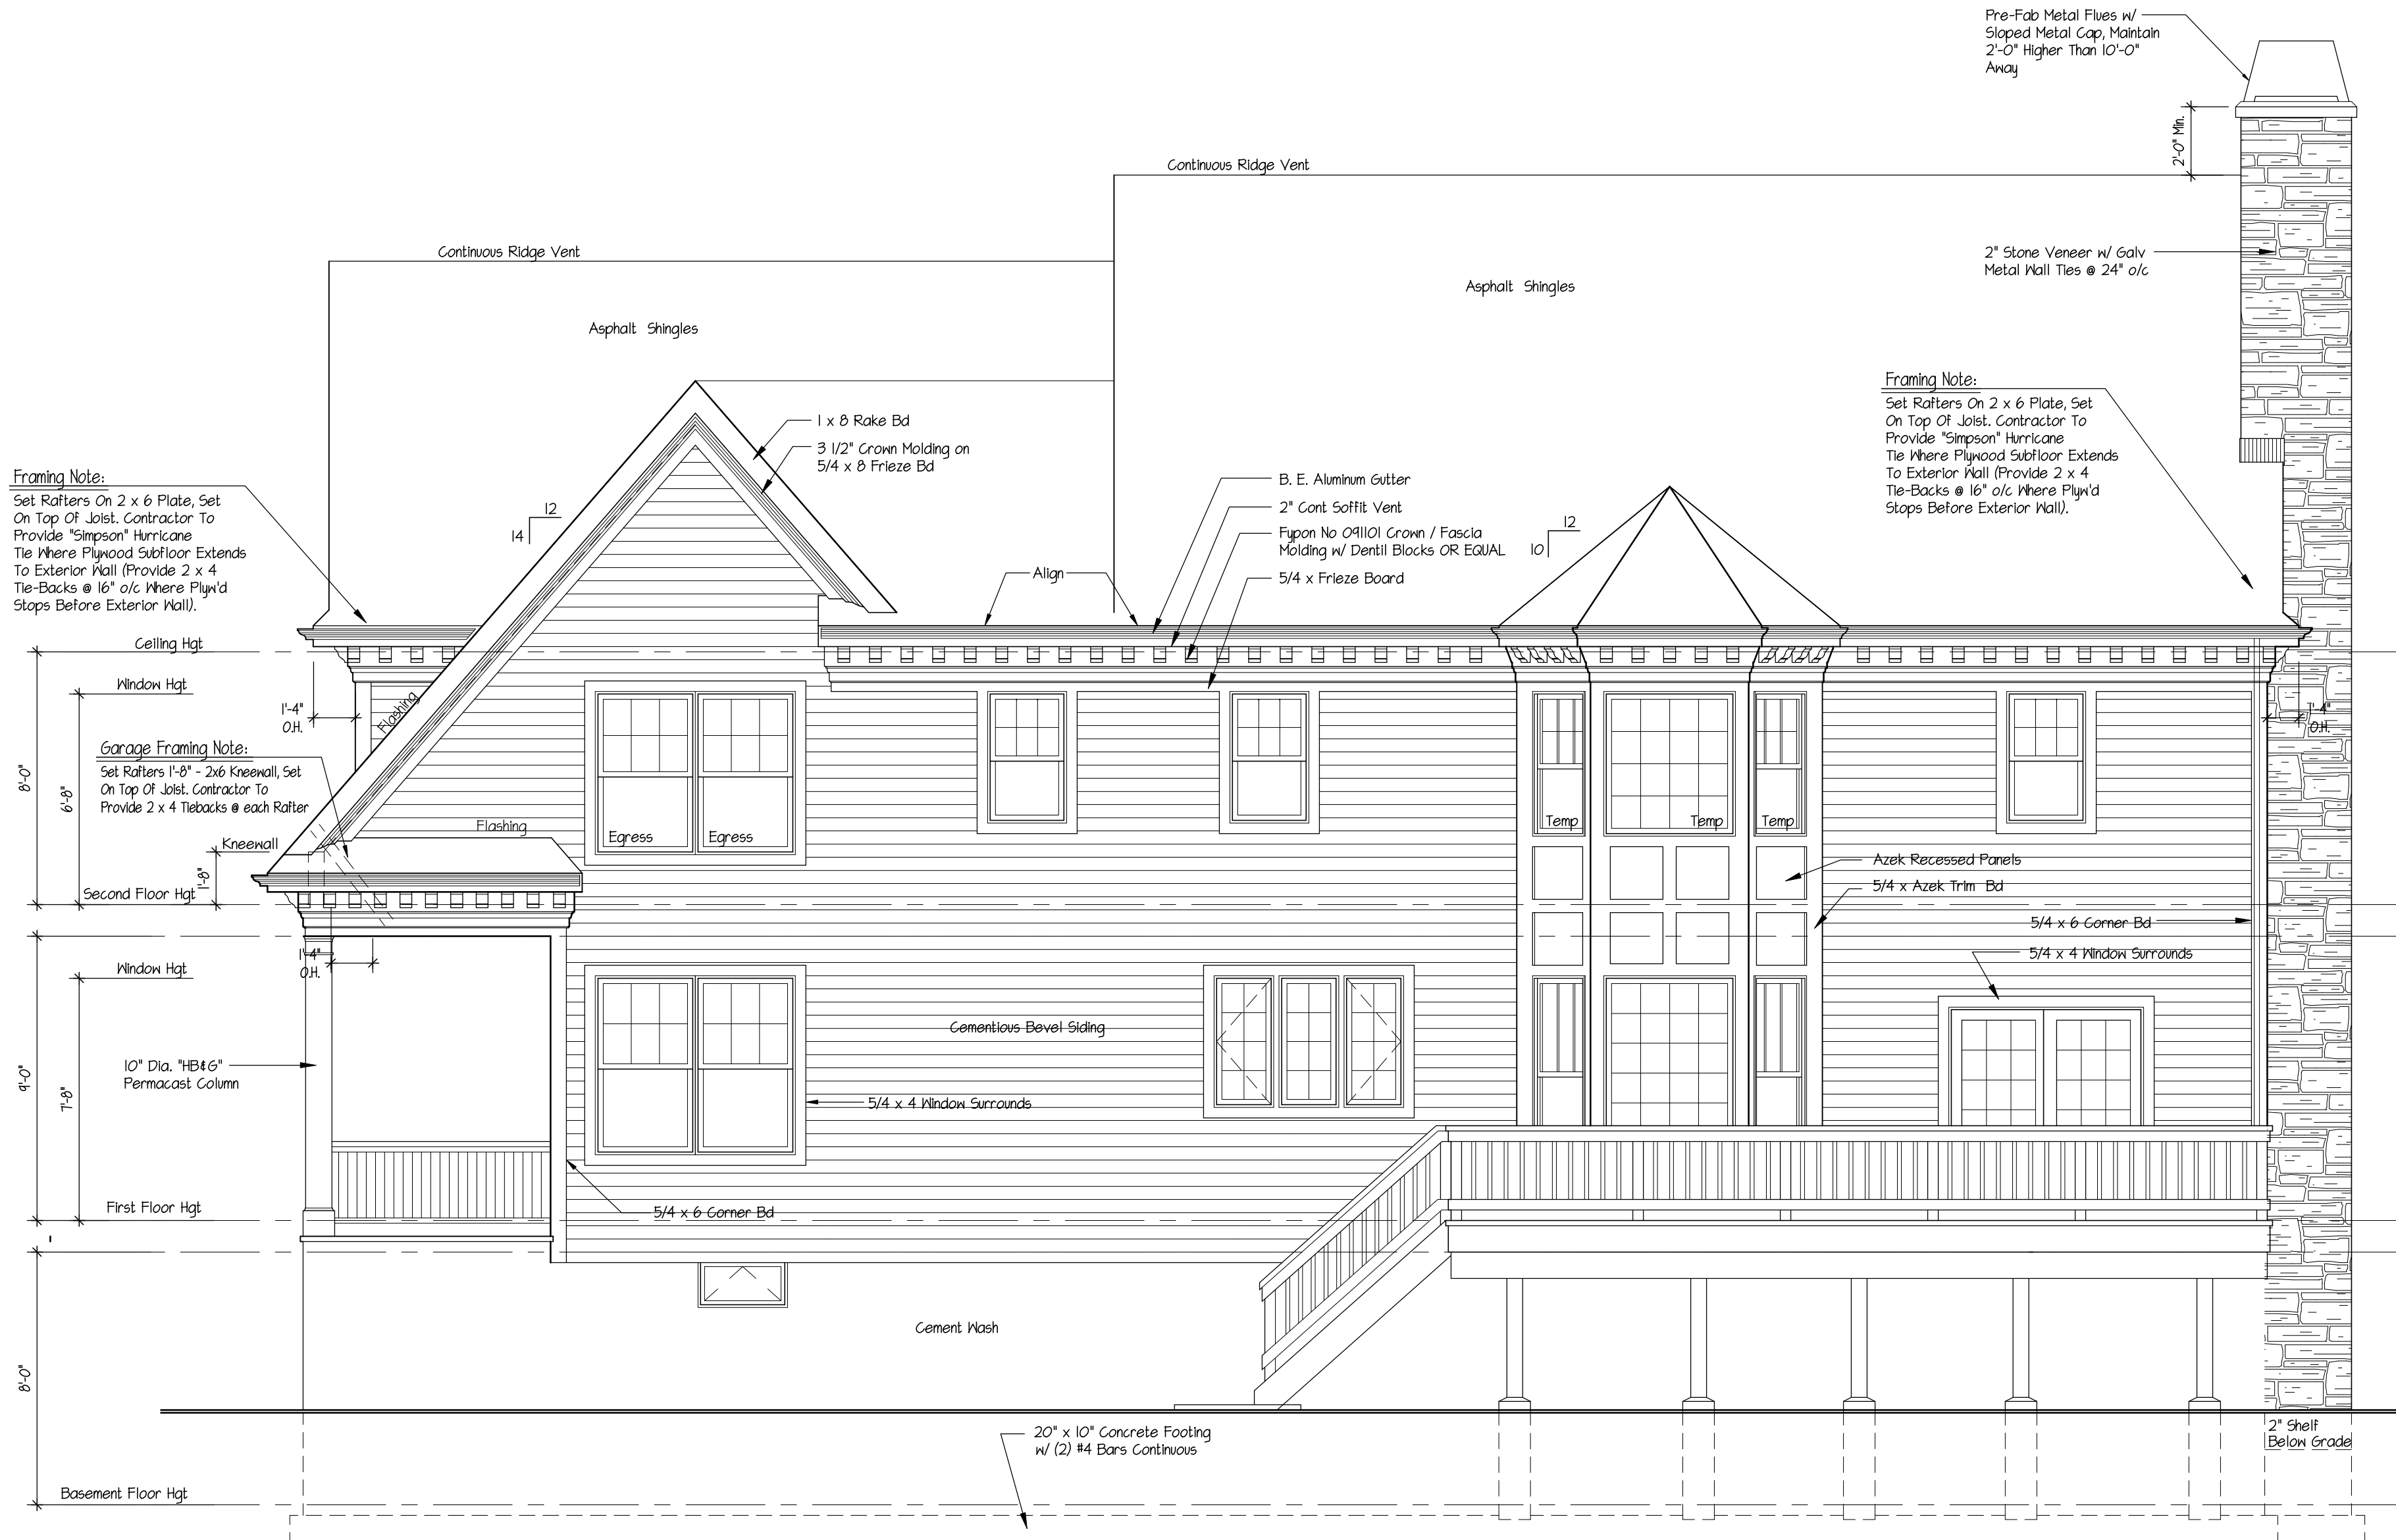 Pre-Fab Metal Flues w/
Sloped Metal Cap, Maintain
2'-0" Higher Than 10'-0"
Away
2'-0" Min.
Continuous Ridge Vent
Continuous Ridge Vent
2" Stone Veneer w/ Galv
Metal Wall Ties @ 24" o/c
Asphalt Shingles
Asphalt Shingles
Framing Note:
Set Rafters On 2 x 6 Plate, Set
On Top Of Joist. Contractor To
Provide "Simpson" Hurricane
Tie Where Plywood Subfloor Extends
To Exterior Wall (Provide 2 x 4
Tie-Backs @ 16" o/c Where Plyw'd
Stops Before Exterior Wall).
1 x 8 Rake Bd
3 1/2" Crown Molding on
5/4 x 8 Frieze Bd
Framing Note:
Set Rafters On 2 x 6 Plate, Set
On Top Of Joist. Contractor To
Provide "Simpson" Hurricane
Tie Where Plywood Subfloor Extends
To Exterior Wall (Provide 2 x 4
Tie-Backs @ 16" o/c Where Plyw'd
Stops Before Exterior Wall).
12
14
B. E. Aluminum Gutter
2" Cont Soffit Vent
Fypon No 091101 Crown / Fascia
Molding w/ Dentil Blocks OR EQUAL
5/4 x Frieze Board
12
10
Align
Ceiling Hgt
Window Hgt
1'-4"
O.H.
Flashing
1'-4"
O.H.
Garage Framing Note:
Set Rafters 1'-8" - 2x6 Kneewall, Set
On Top Of Joist. Contractor To
Provide 2 x 4 Tiebacks @ each Rafter
8'-0"
6'-8"
Flashing
Egress
Egress
Temp
Temp
Temp
Kneewall
1'-8"
Second Floor Hgt
Azek Recessed Panels
5/4 x Azek Trim Bd
5/4 x 6 Corner Bd
5/4 x 4 Window Surrounds
1'-4"
O.H.
Window Hgt
Cementious Bevel Siding
10" Dia. "HB&G"
Permacast Column
9'-0"
7'-8"
5/4 x 4 Window Surrounds
First Floor Hgt
5/4 x 6 Corner Bd
Cement Wash
8'-0"
20" x 10" Concrete Footing
w/ (2) #4 Bars Continuous
2" Shelf
Below Grade
Basement Floor Hgt